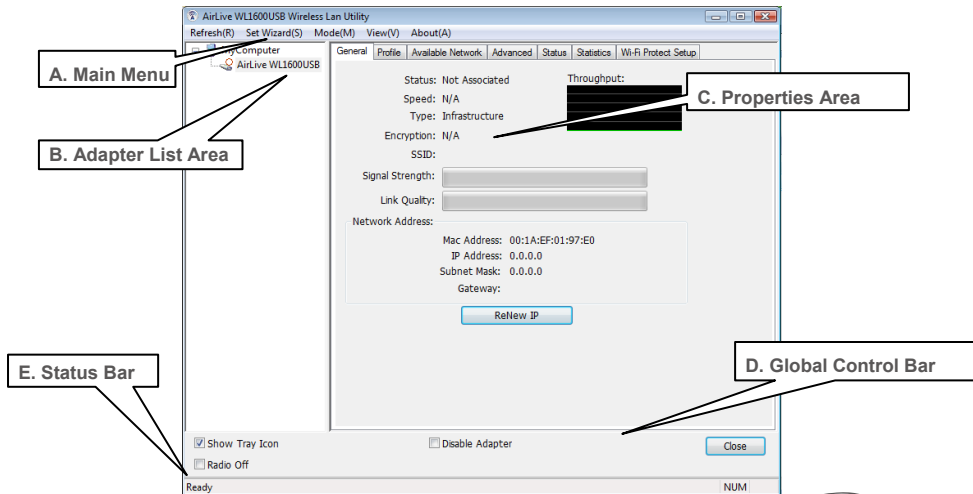 AirLive WL1600USB Wireless Lan Utility
Refresh(R) Set Wizard(S) Mode(M) View(V) About(A)
MyComputer
AirLive WL1600USB
General Profile Available Network Advanced Status Statistics Wi-Fi Protect Setup
A. Main Menu
B. Adapter List Area
C. Properties Area
Status: Not Associated
Throughput:
Speed: N/A
Type: Infrastructure
Encryption: N/A
SSID:
Signal Strength:
Link Quality:
Network Address:
Mac Address: 00:1A:EF:01:97:E0
IP Address: 0.0.0.0
Subnet Mask: 0.0.0.0
Gateway:
ReNew IP
E. Status Bar
D. Global Control Bar
Show Tray Icon
Disable Adapter
Close
Radio Off
Ready
NUM